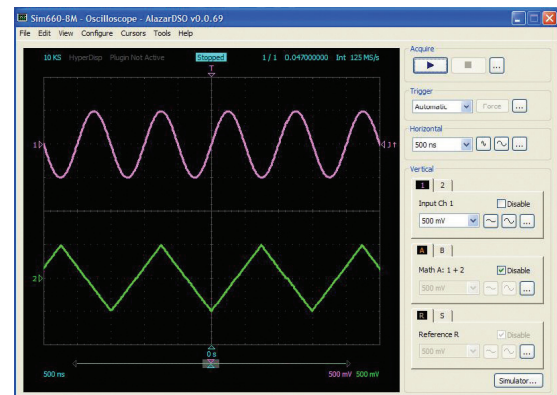 Sim660-8M - Oscilloscope - AlazarDSO v0.0.69
File Edit View Configure Cursors Tools Help
10 KS HyperDisp Plugin Not Active Stopped 1 / 1 0.04700000 Int 125 MS/s
T
1
J
2
0 s
500 ns 500 mV 500 mV
Acquire
...
Trigger
Automatic Force ...
Horizontal
500 ns ...
Vertical
1 2
Input Ch 1 Disable
500 mV ...
A B
Math A: 1 + 2 Disable
500 mV ...
R S
Reference R Disable
500 mV ...
Simulator...